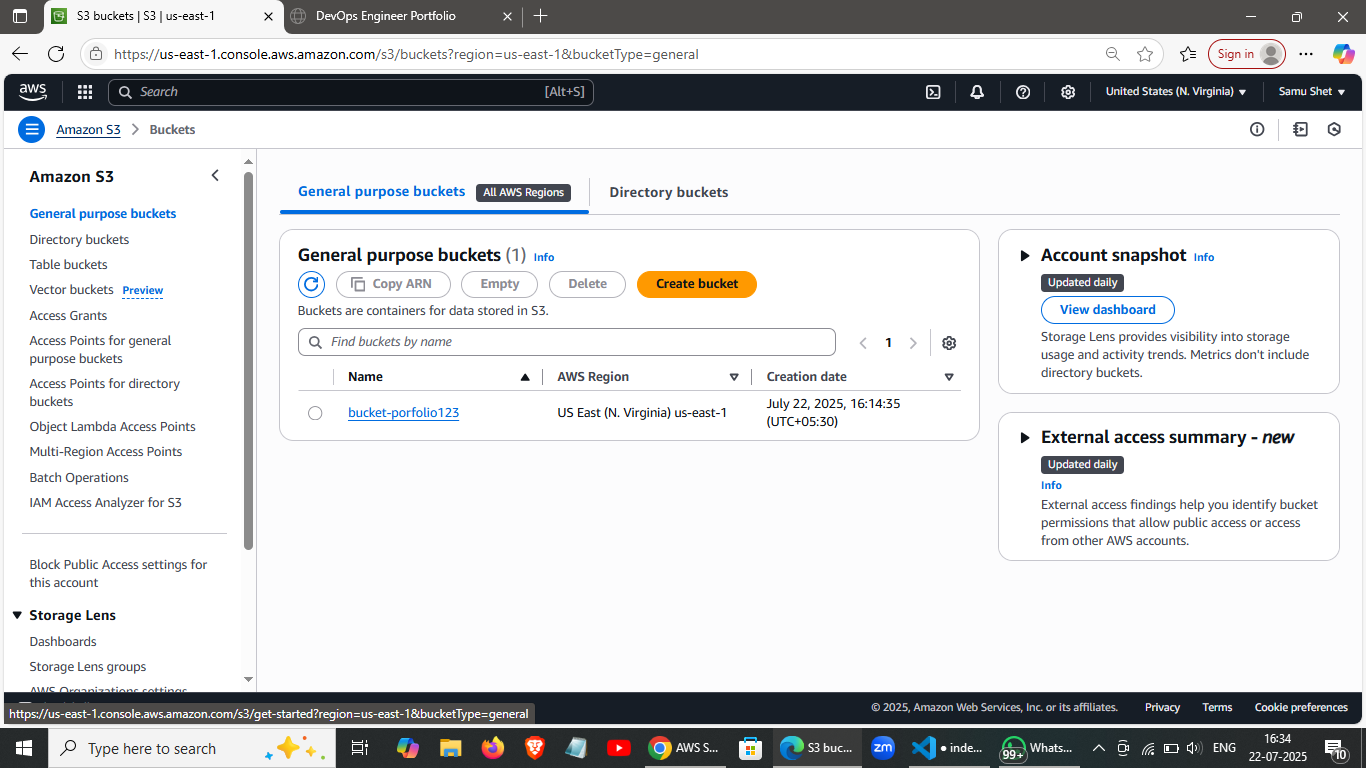 S3 buckets | S3 | us-east-1
DevOps Engineer Portfolio
https://us-east-1.console.aws.amazon.com/s3/buckets?region=us-east-1&bucketType=general
Sign in
aws
Search
[Alt+S]
United States (N. Virginia)
Samu Shet
Amazon S3
Buckets
Amazon S3
General purpose buckets
Directory buckets
Table buckets
Vector buckets Preview
Access Grants
Access Points for general
purpose buckets
Access Points for directory
buckets
Object Lambda Access Points
Multi-Region Access Points
Batch Operations
IAM Access Analyzer for S3
Block Public Access settings for
this account
Storage Lens
Dashboards
Storage Lens groups
AWS Organizations settings
General purpose buckets All AWS Regions
Directory buckets
General purpose buckets (1) Info
Copy ARN
Empty
Delete
Create bucket
Buckets are containers for data stored in S3.
Find buckets by name
1
Name
AWS Region
Creation date
bucket-porfolio123
US East (N. Virginia) us-east-1
July 22, 2025, 16:14:35
(UTC+05:30)
Account snapshot Info
Updated daily
View dashboard
Storage Lens provides visibility into storage
usage and activity trends. Metrics don't include
directory buckets.
External access summary - new
Updated daily
Info
External access findings help you identify bucket
permissions that allow public access or access
from other AWS accounts.
https://us-east-1.console.aws.amazon.com/s3/get-started?region=us-east-1&bucketType=general
© 2025, Amazon Web Services, Inc. or its affiliates.
Privacy
Terms
Cookie preferences
Type here to search
AWS S...
S3 buc...
zm
● inde...
99+
Whats...
ENG
16:34
22-07-2025
10